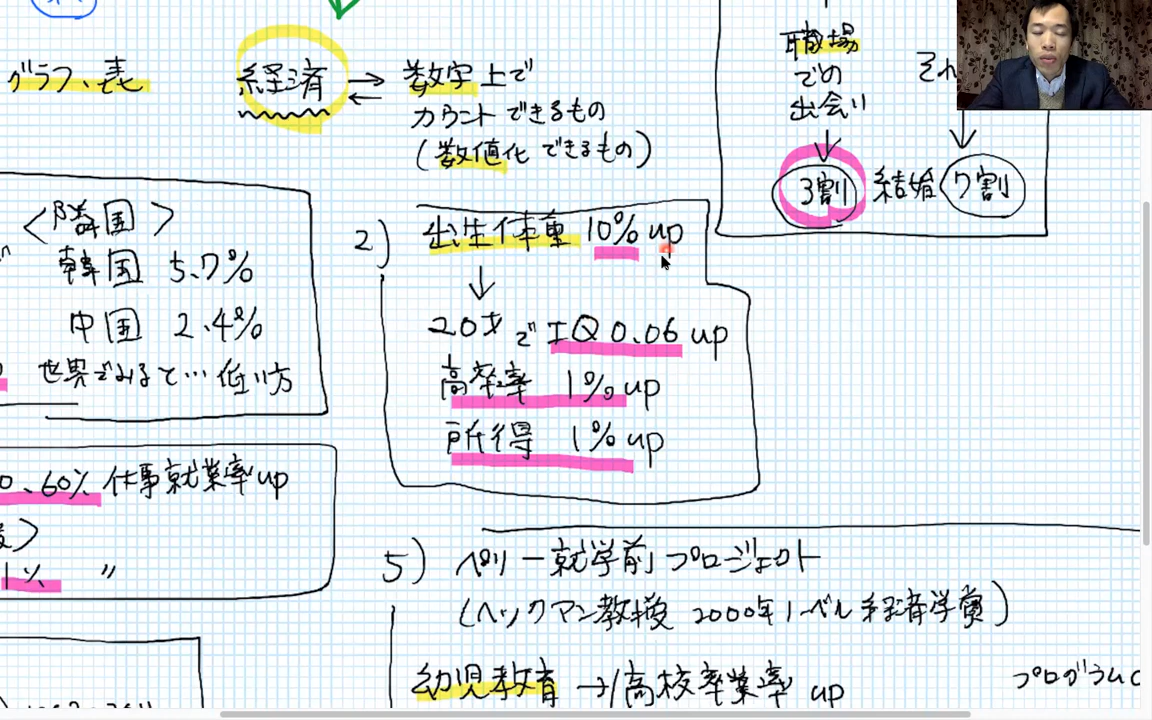 グラフ、表
経済 ⇄ 数字上で
カウントできるもの
(数値化できるもの)
職場
での
出会い
↓
3割 結婚 7割
それ
<隣国>
韓国 5.7%
中国 2.4%
世界でみると…低い方
2) 出生体重 10% up
↓
20才でIQ 0.06 up
高卒率 1% up
所得 1% up
0、60% 仕事就業率up
1% 〃
5) ペリー就学前プロジェクト
(ヘックマン教授 2000年ノーベル経済学賞)
幼児教育 → 高校卒業率 up
プログラム